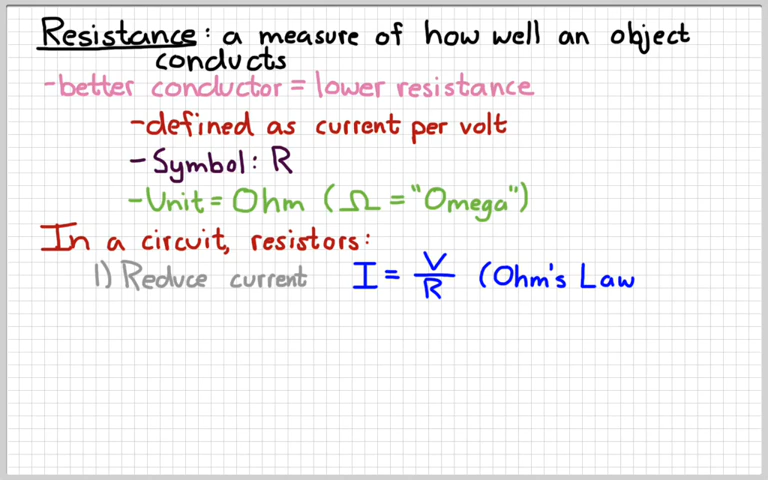 Resistance: a measure of how well an object
conducts
-better conductor = lower resistance
-defined as current per volt
-Symbol: R
-Unit = Ohm (Ω = "Omega")
In a circuit, resistors:
1) Reduce current I = V/R (Ohm's Law